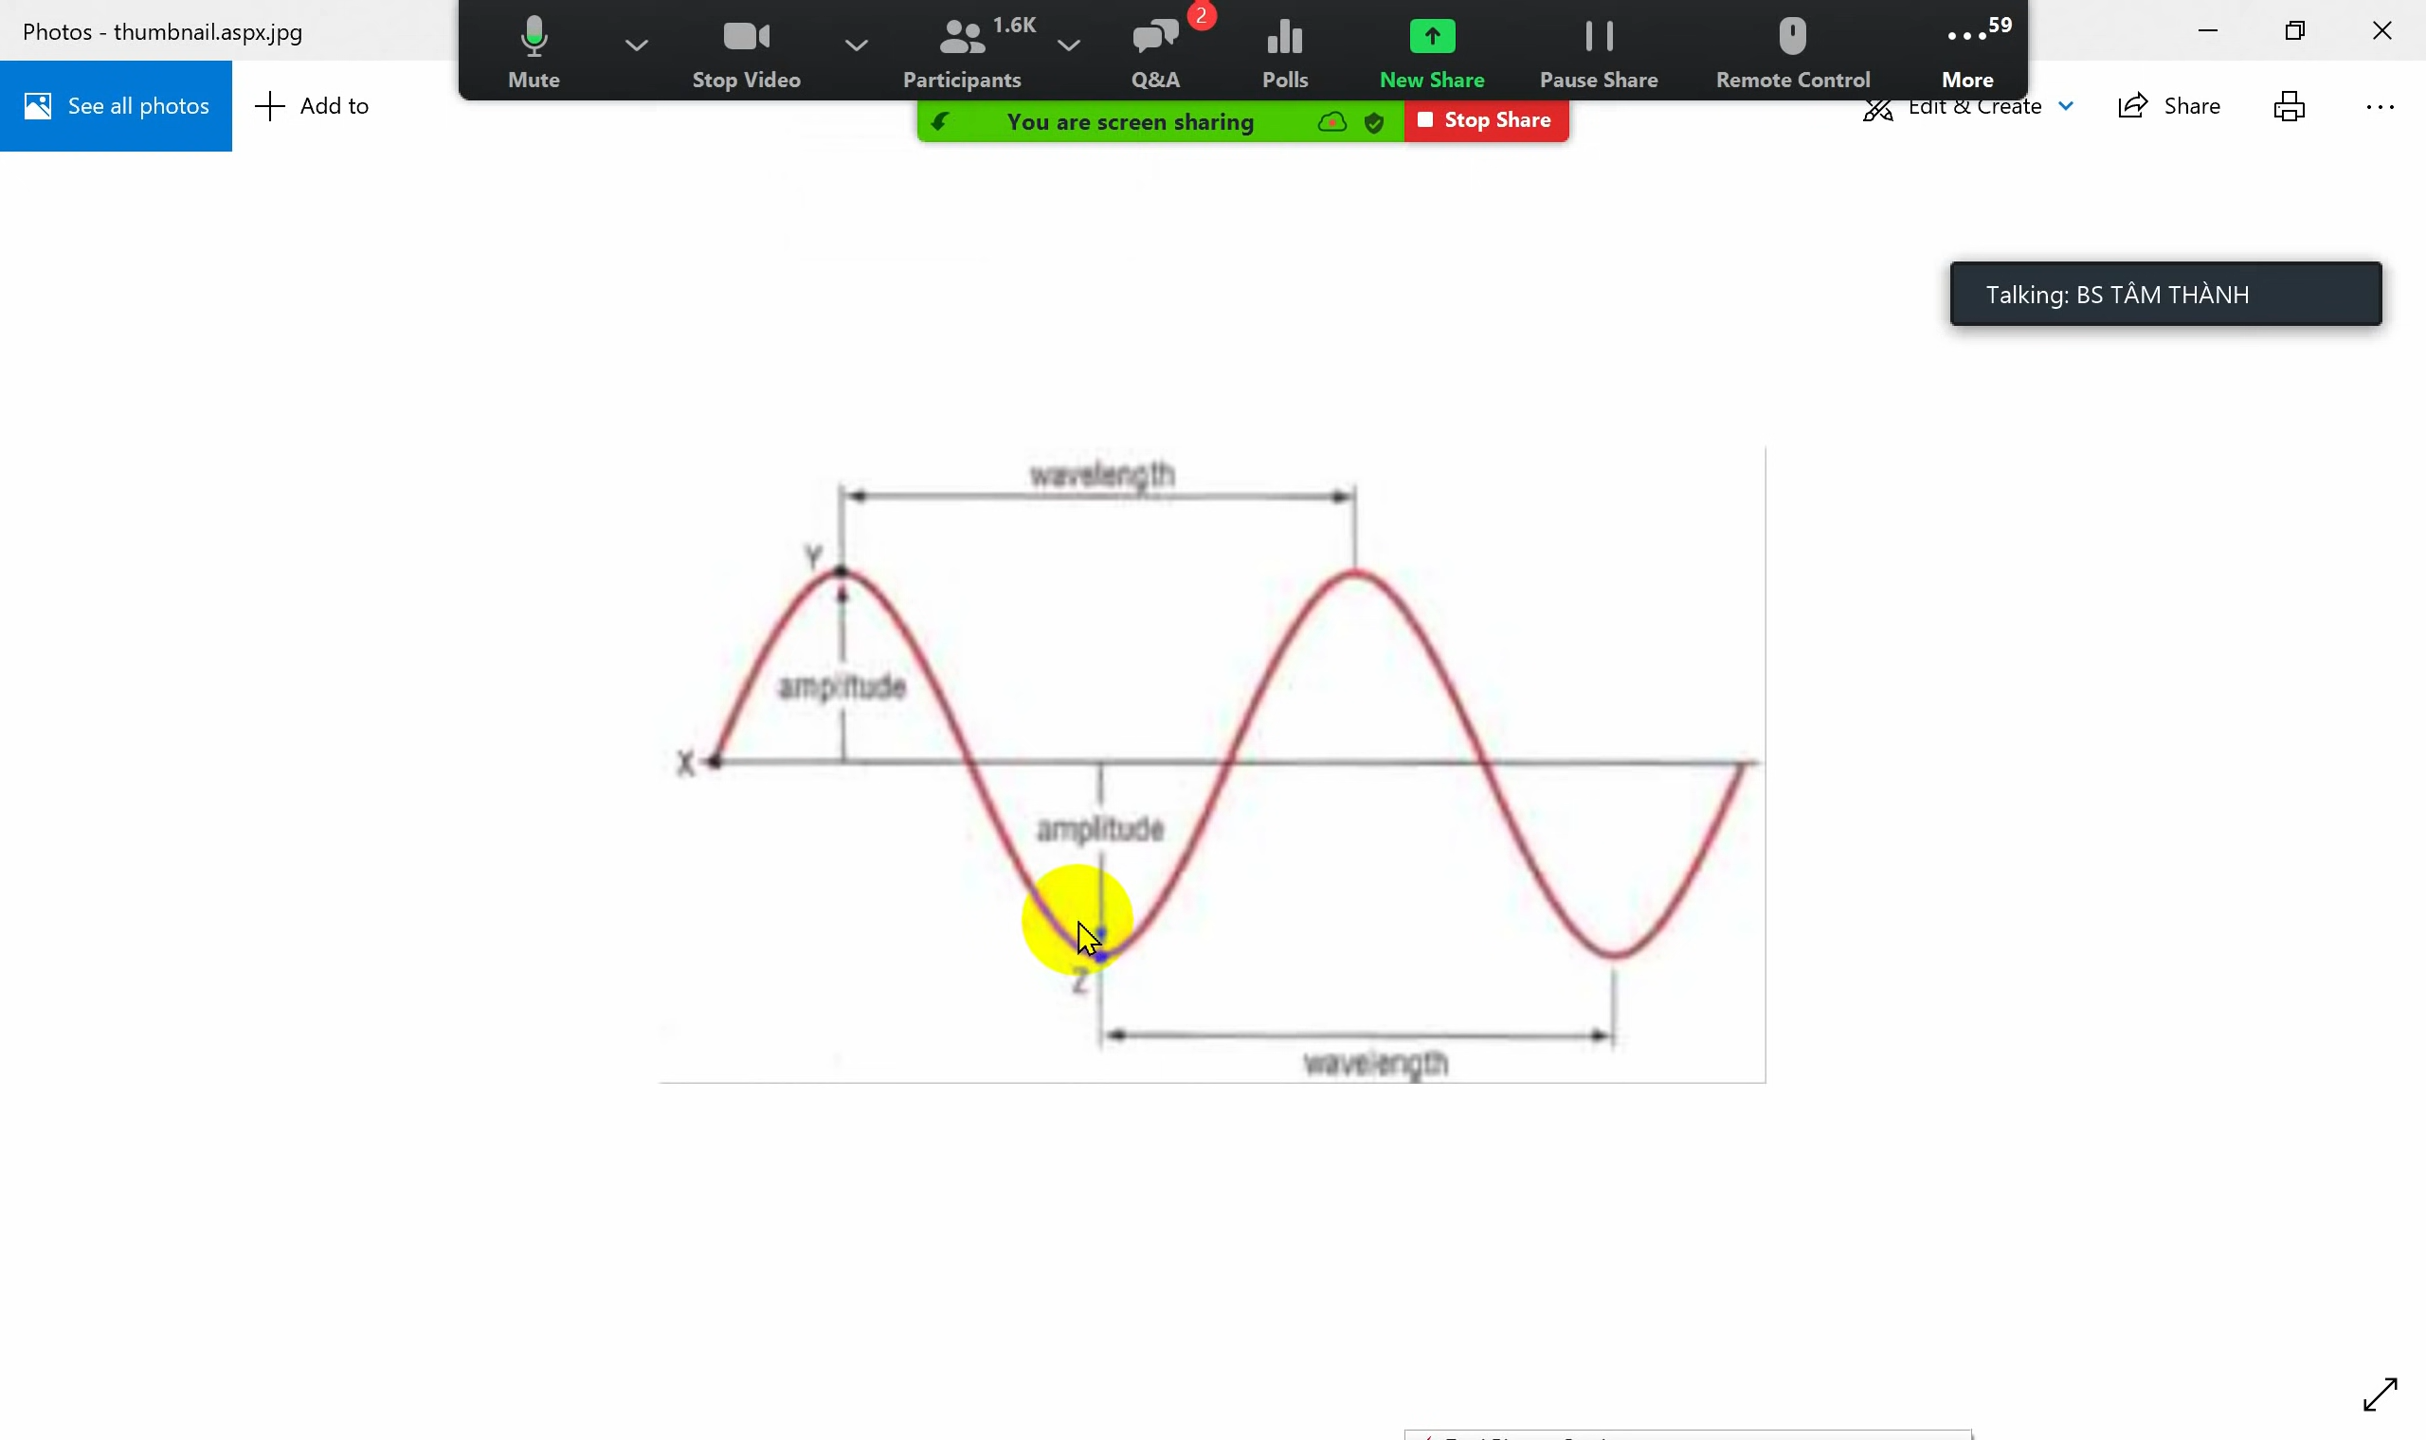 Photos - thumbnail.aspx.jpg
1.6K
2
59
Mute
Stop Video
Participants
Q&A
Polls
New Share
Pause Share
Remote Control
More
See all photos
Add to
You are screen sharing
Stop Share
Edit & Create
Share
Talking: BS TÂM THÀNH
wavelength
Y
amplitude
X
amplitude
Z
wavelength